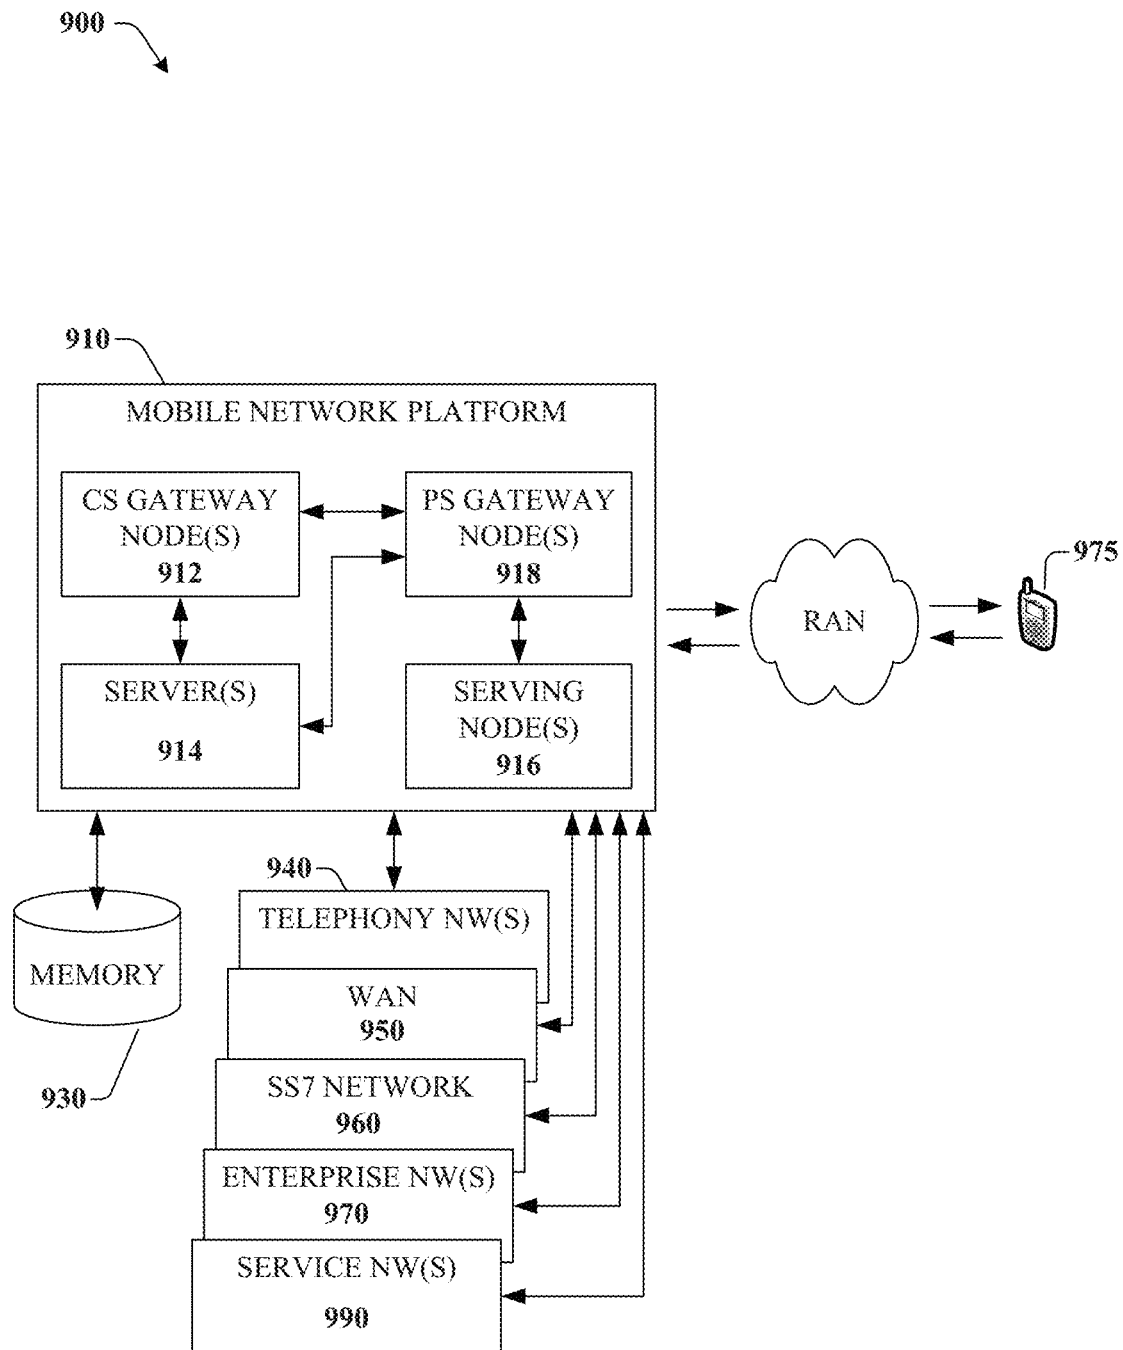 900
910
MOBILE NETWORK PLATFORM
CS GATEWAY
NODE(S)
912
PS GATEWAY
NODE(S)
918
SERVER(S)
914
SERVING
NODE(S)
916
RAN
975
940
TELEPHONY NW(S)
MEMORY
930
WAN
950
SS7 NETWORK
960
ENTERPRISE NW(S)
970
SERVICE NW(S)
990